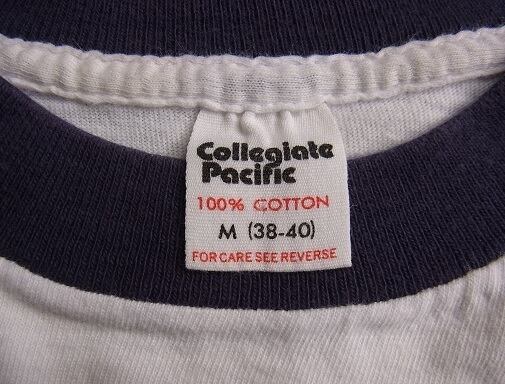 Collegiate
Pacific
100% COTTON
M (38-40)
FOR CARE SEE REVERSE